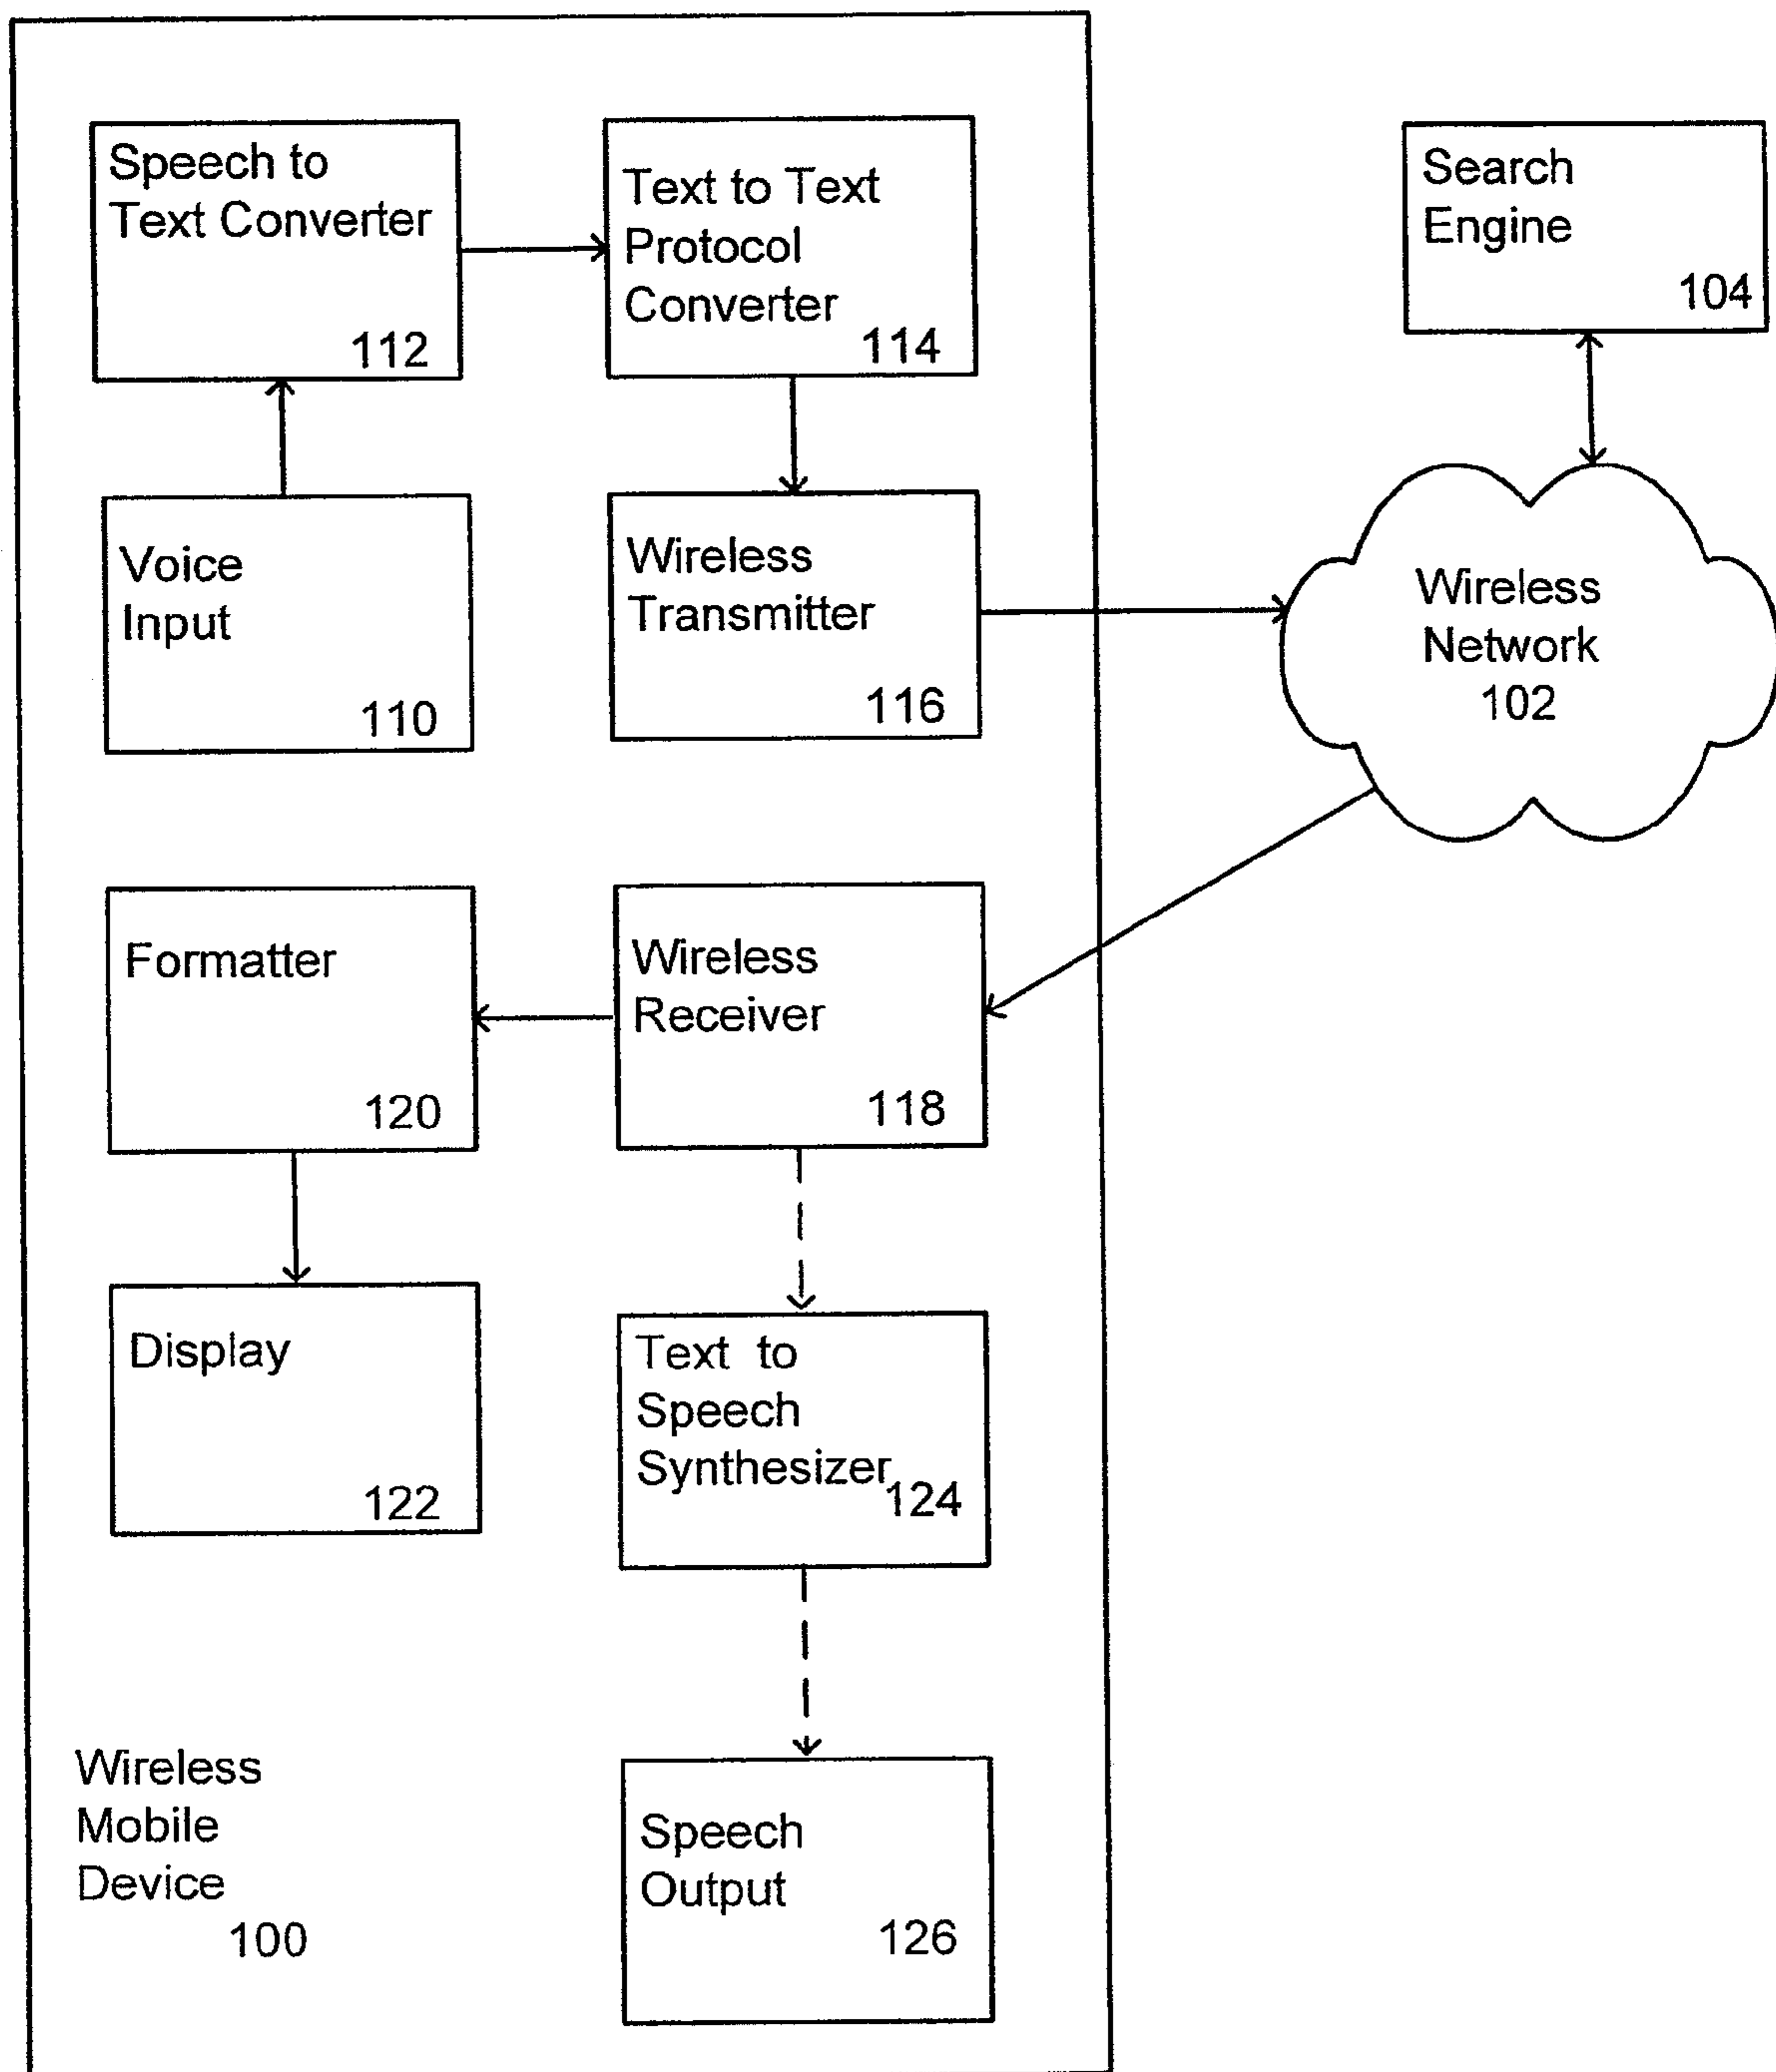 Speech to
Text Converter
112
Text to Text
Protocol
Converter
114
Search
Engine
104
Voice
Input
110
Wireless
Transmitter
116
Wireless
Network
102
Formatter
120
Wireless
Receiver
118
Display
122
Text to
Speech
Synthesizer
124
Wireless
Mobile
Device
100
Speech
Output
126